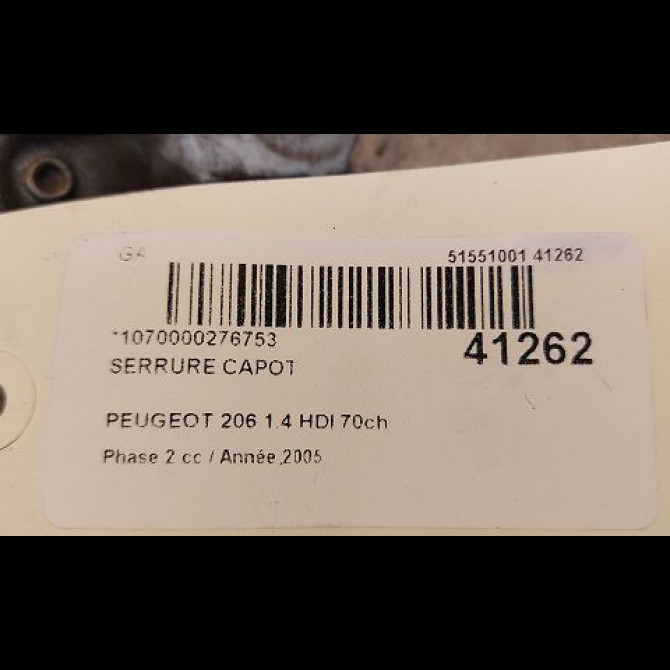 GA 51551001 41262
*1070000276753
41262
SERRURE CAPOT
PEUGEOT 206 1.4 HDI 70ch
Phase 2 cc / Année 2005